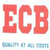 ECB
QUALITY AT ALL COSTS